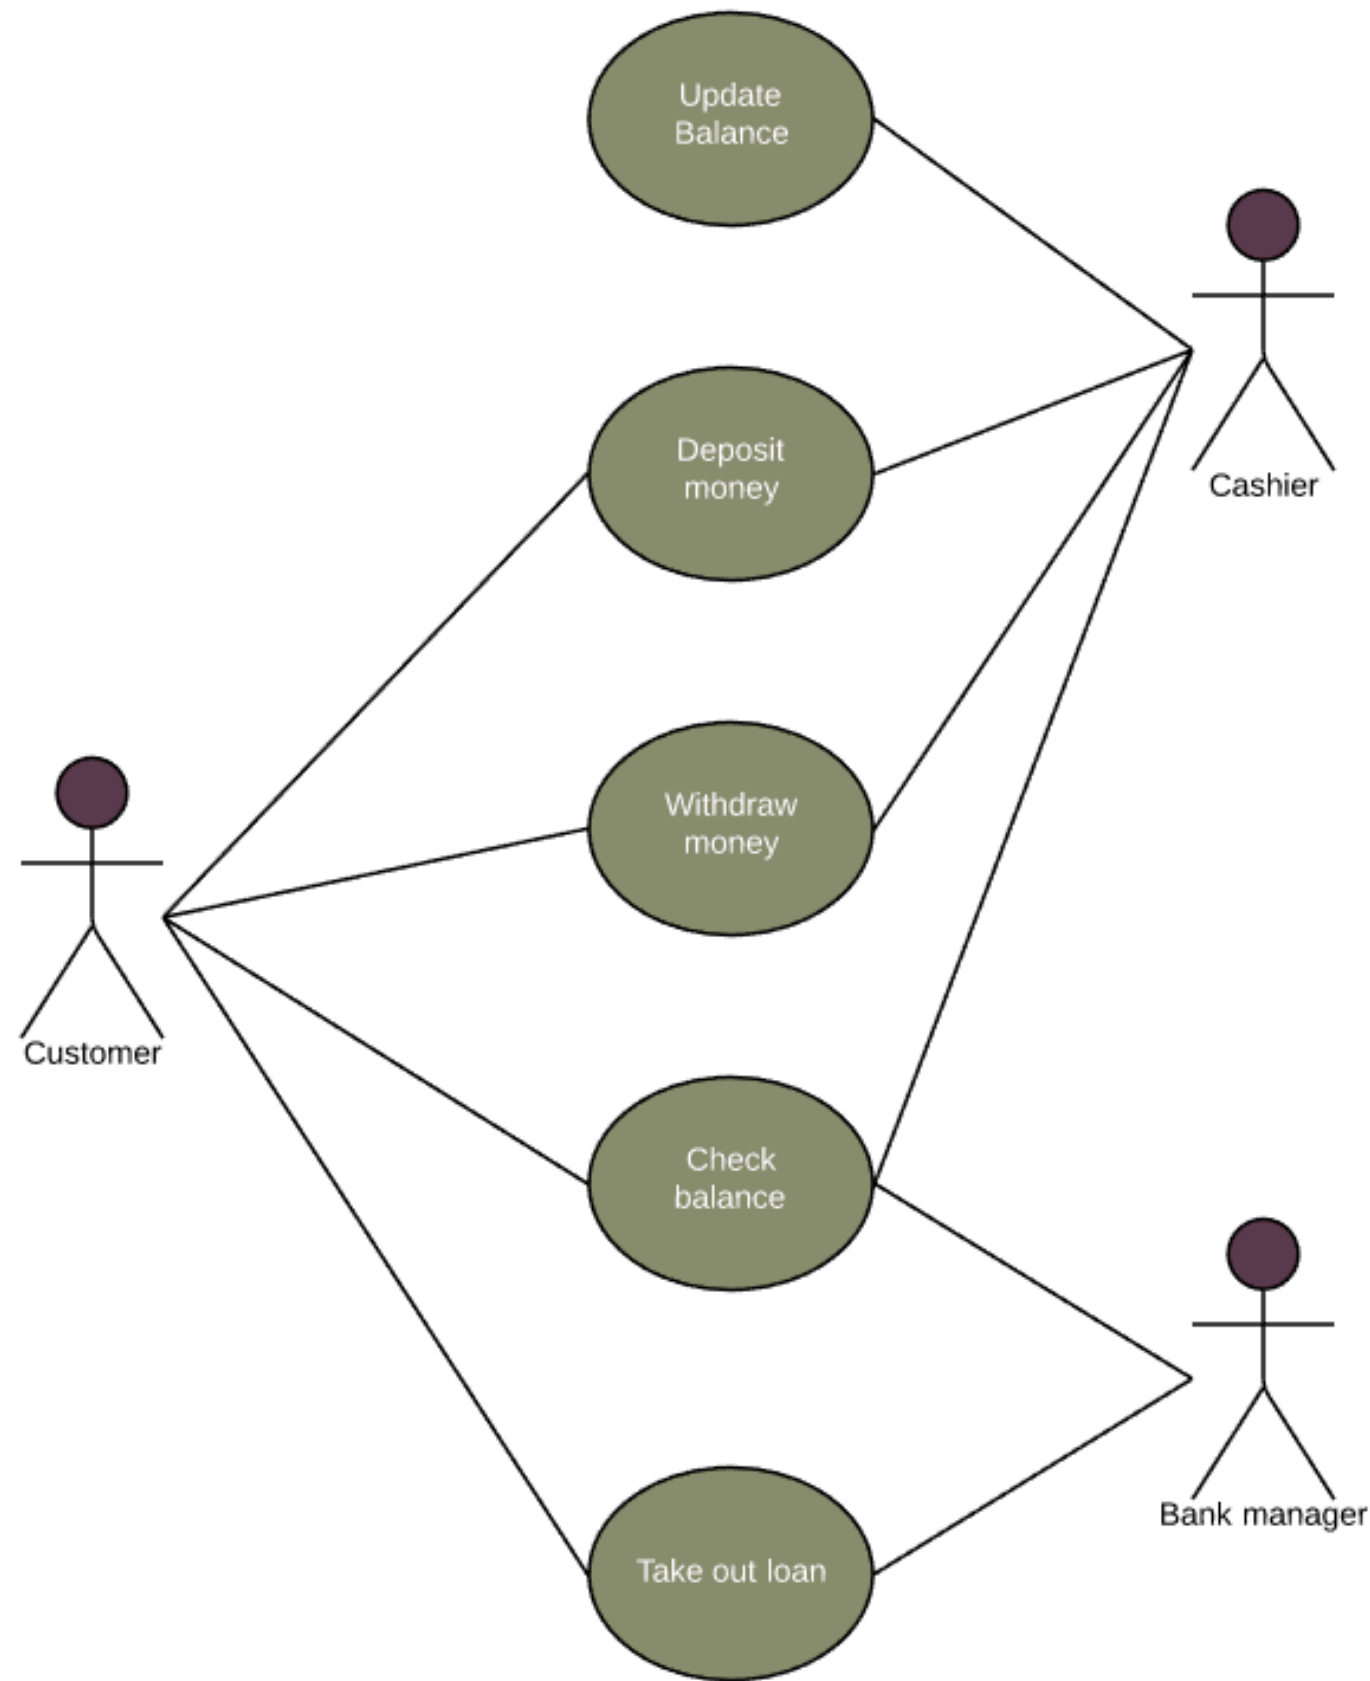 Update
Balance
Deposit
money
Cashier
Withdraw
money
Customer
Check
balance
Bank manager
Take out loan